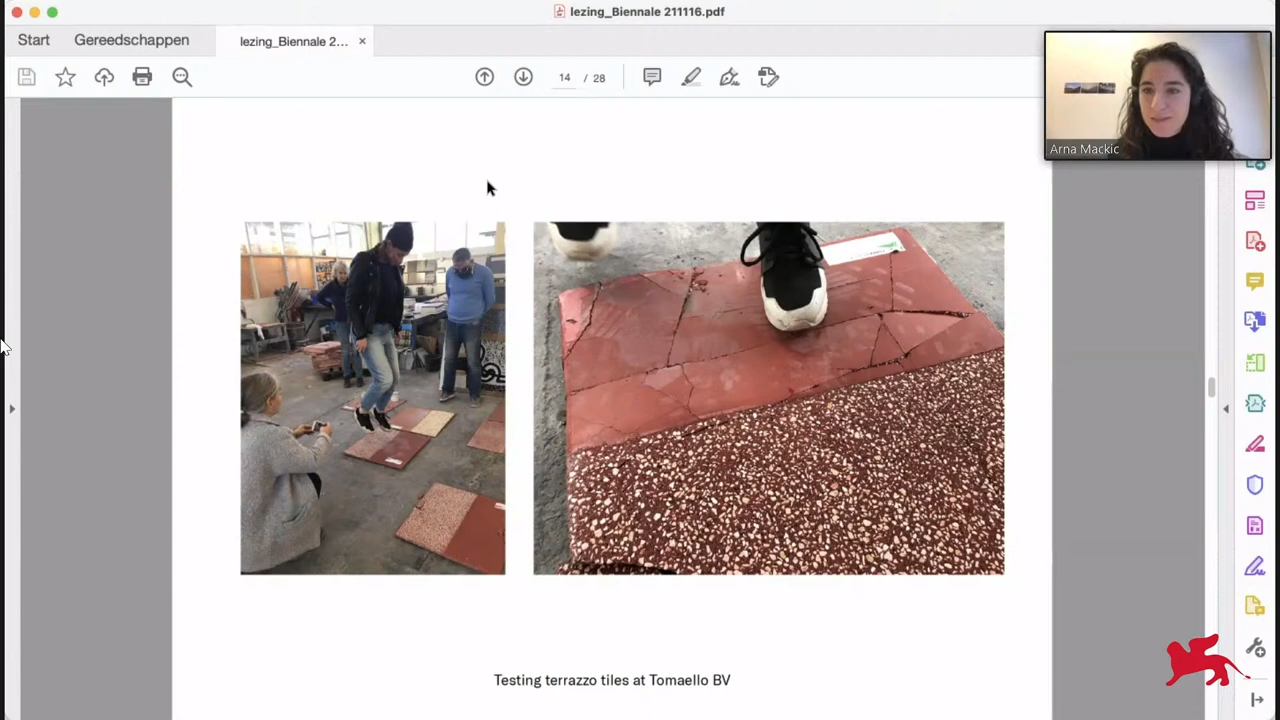 lezing_Biennale 211116.pdf
Start Gereedschappen lezing_Biennale 2... ×
14 / 28
Arna Mackic
Testing terrazzo tiles at Tomaello BV